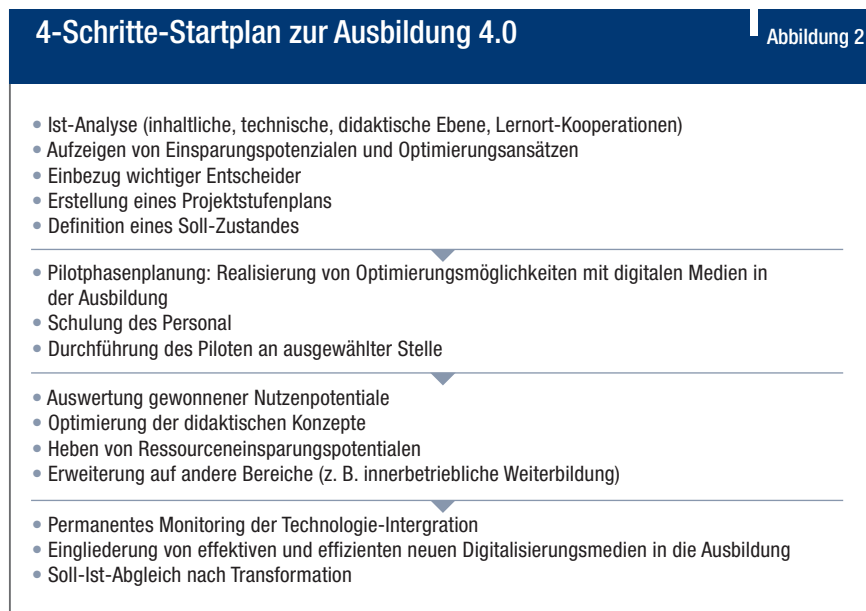 4-Schritte-Startplan zur Ausbildung 4.0
Abbildung 2
• Ist-Analyse (inhaltliche, technische, didaktische Ebene, Lernort-Kooperationen)
• Aufzeigen von Einsparungspotenzialen und Optimierungsansätzen
• Einbezug wichtiger Entscheider
• Erstellung eines Projektstufenplans
• Definition eines Soll-Zustandes
• Pilotphasenplanung: Realisierung von Optimierungsmöglichkeiten mit digitalen Medien in
der Ausbildung
• Schulung des Personal
• Durchführung des Piloten an ausgewählter Stelle
• Auswertung gewonnener Nutzenpotentiale
• Optimierung der didaktischen Konzepte
• Heben von Ressourceneinsparungspotentialen
• Erweiterung auf andere Bereiche (z. B. innerbetriebliche Weiterbildung)
• Permanentes Monitoring der Technologie-Intergration
• Eingliederung von effektiven und effizienten neuen Digitalisierungsmedien in die Ausbildung
• Soll-Ist-Abgleich nach Transformation